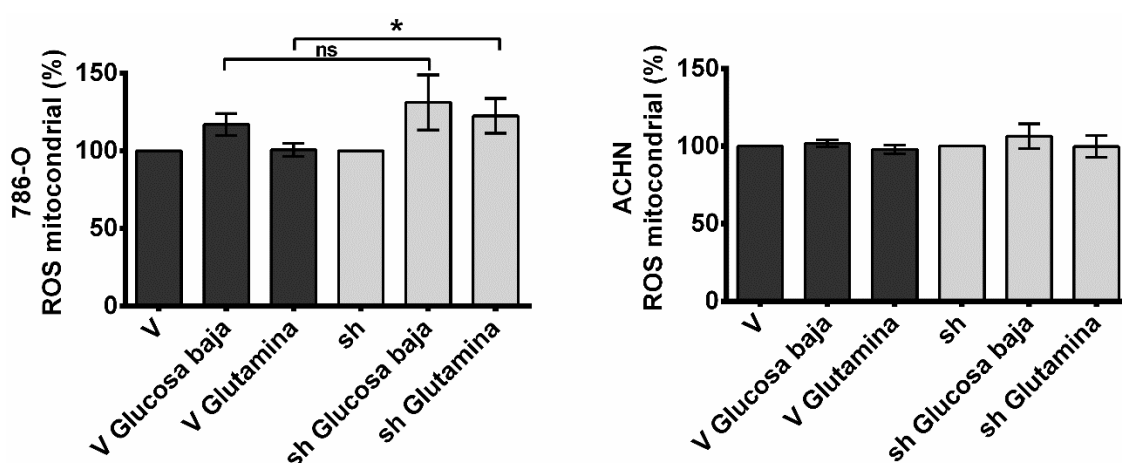 *
ns
786-O
ROS mitocondrial (%)
150
100
50
0
V
V Glucosa baja
V Glutamina
sh
sh Glucosa baja
sh Glutamina
ACHN
ROS mitocondrial (%)
150
100
50
0
V
V Glucosa baja
V Glutamina
sh
sh Glucosa baja
sh Glutamina